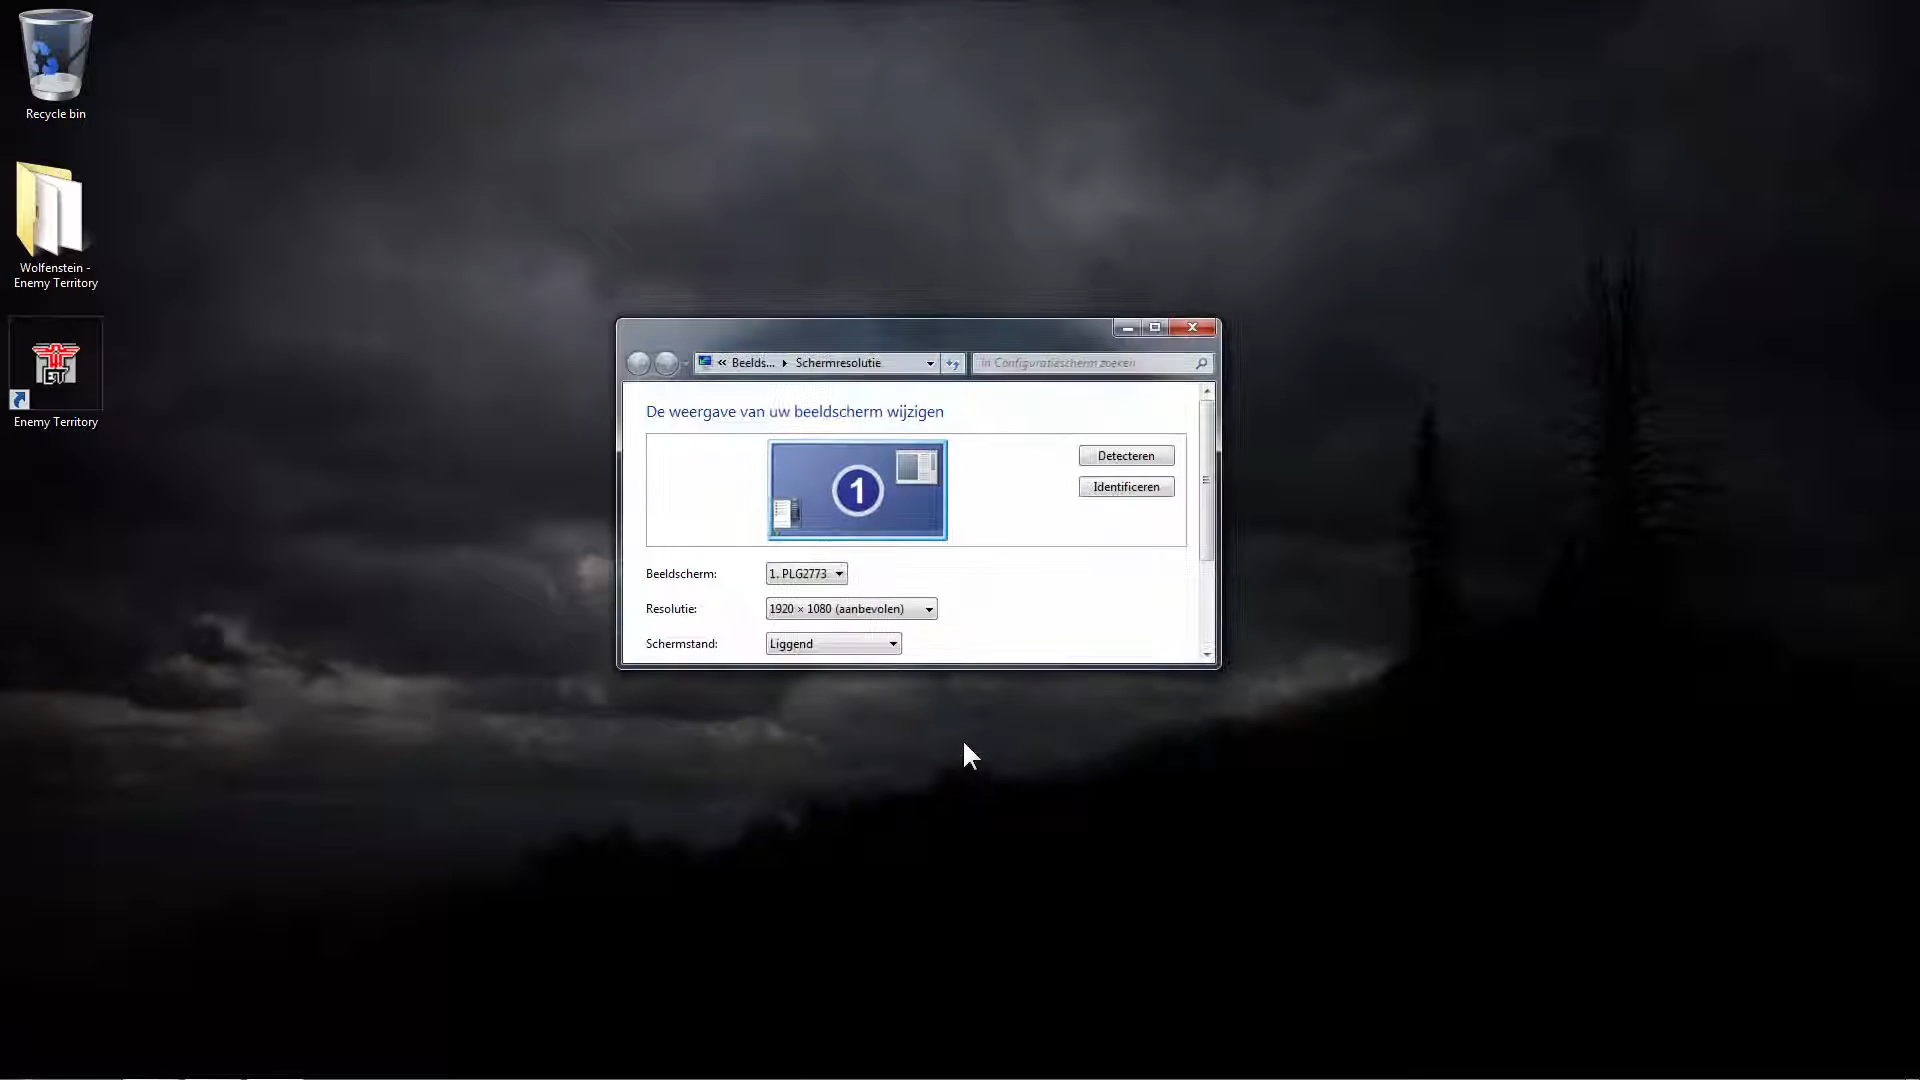 Recycle bin
Wolfenstein -
Enemy Territory
ET
Enemy Territory
« Beelds... Schermresolutie
in Configuratiescherm zoeken
De weergave van uw beeldscherm wijzigen
1
Detecteren
Identificeren
Beeldscherm: 1. PLG2773
Resolutie: 1920 × 1080 (aanbevolen)
Schermstand: Liggend